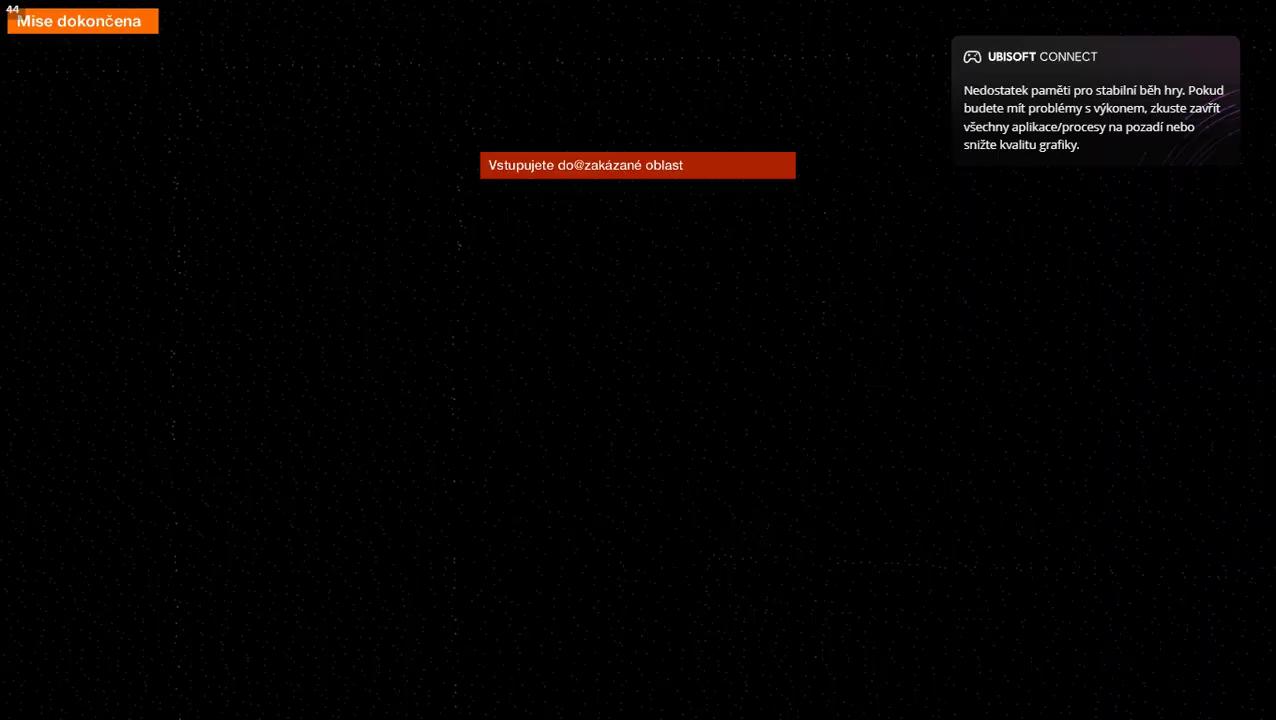 44
Mise dokončena
UBISOFT CONNECT
Nedostatek paměti pro stabilní běh hry. Pokud
budete mít problémy s výkonem, zkuste zavřít
všechny aplikace/procesy na pozadí nebo
snižte kvalitu grafiky.
Vstupujete do@zakázané oblast